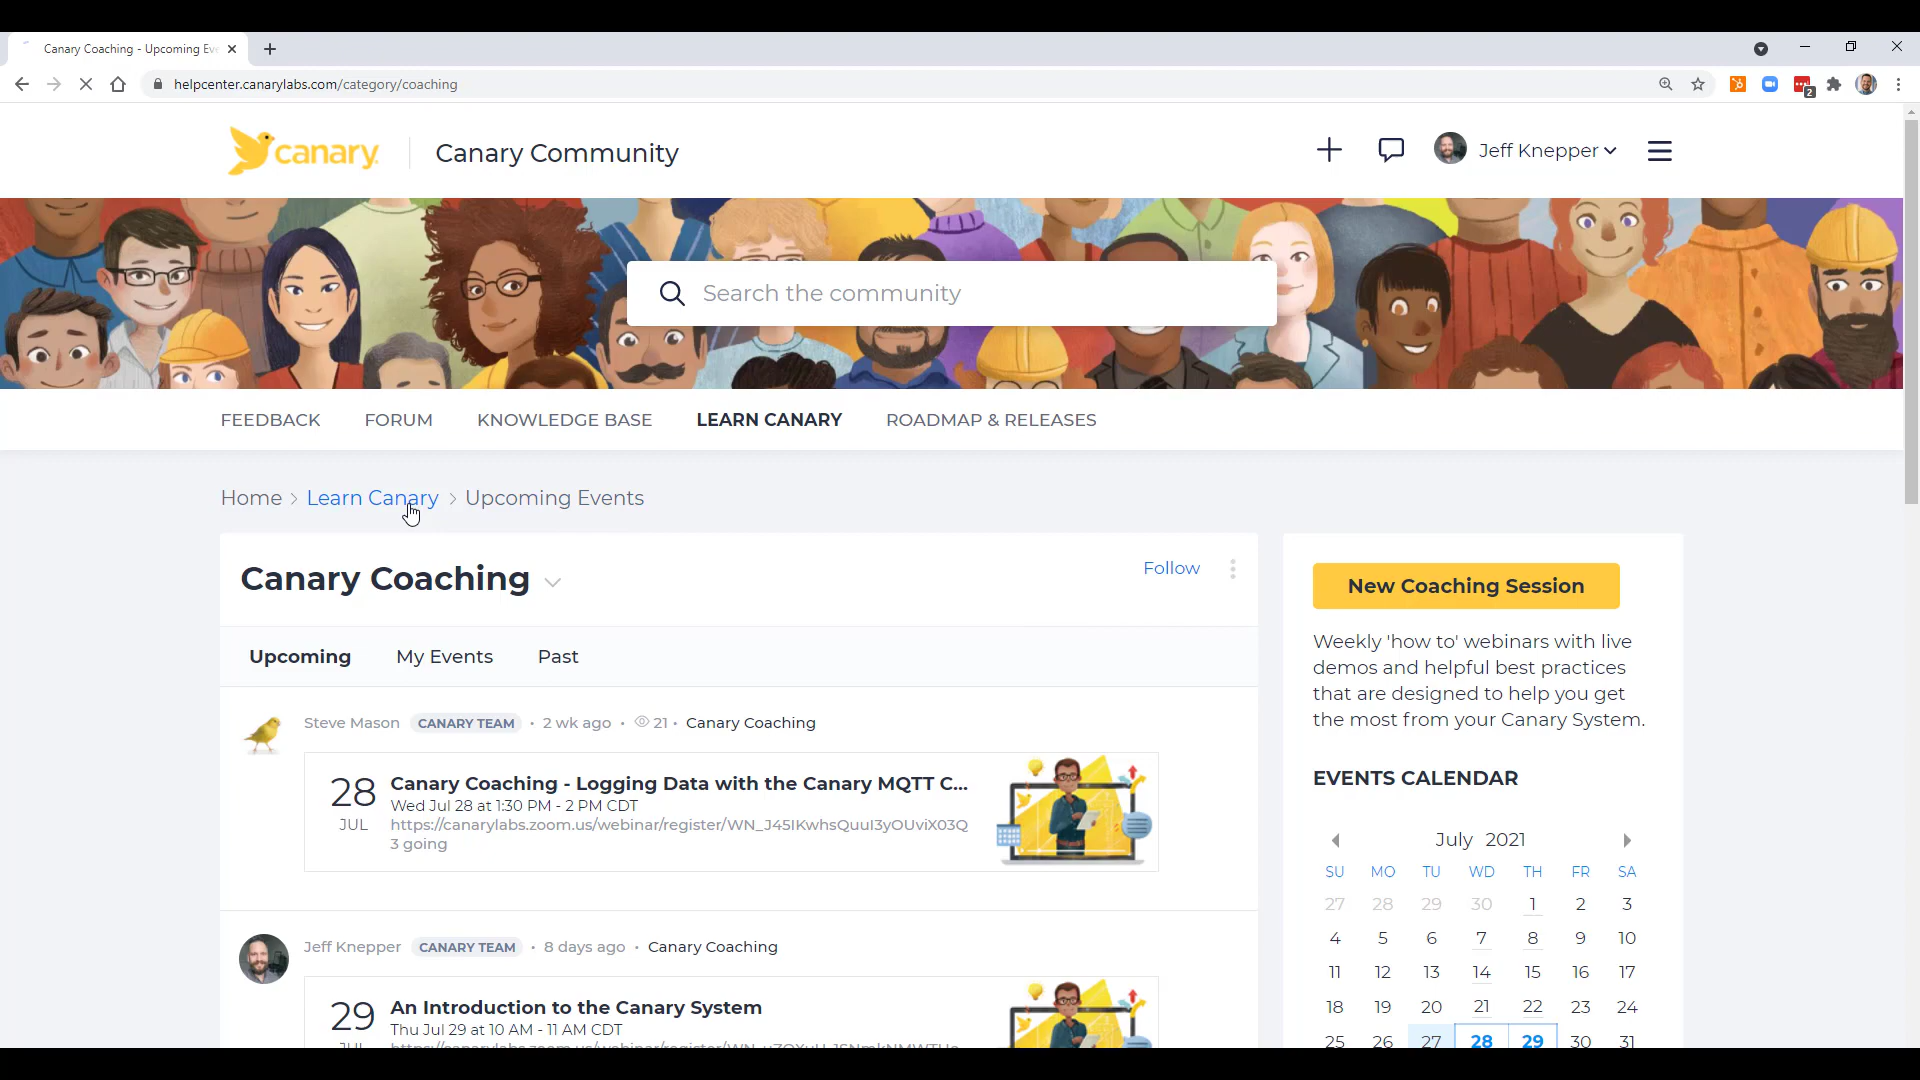 Canary Coaching - Upcoming Eve
helpcenter.canarylabs.com/category/coaching
2
canary
Canary Community
Jeff Knepper
Search the community
FEEDBACK FORUM KNOWLEDGE BASE LEARN CANARY ROADMAP & RELEASES
Home > Learn Canary > Upcoming Events
Canary Coaching
Follow
Upcoming My Events Past
Steve Mason CANARY TEAM • 2 wk ago • 21 • Canary Coaching
28 JUL
Canary Coaching - Logging Data with the Canary MQTT C...
Wed Jul 28 at 1:30 PM - 2 PM CDT
https://canarylabs.zoom.us/webinar/register/WN_J45IKwhsQuuI3yOUviX03Q
3 going
Jeff Knepper CANARY TEAM • 8 days ago • Canary Coaching
29
An Introduction to the Canary System
Thu Jul 29 at 10 AM - 11 AM CDT
New Coaching Session
Weekly 'how to' webinars with live
demos and helpful best practices
that are designed to help you get
the most from your Canary System.
EVENTS CALENDAR
July 2021
SU MO TU WD TH FR SA
27 28 29 30 1 2 3
4 5 6 7 8 9 10
11 12 13 14 15 16 17
18 19 20 21 22 23 24
25 26 27 28 29 30 31